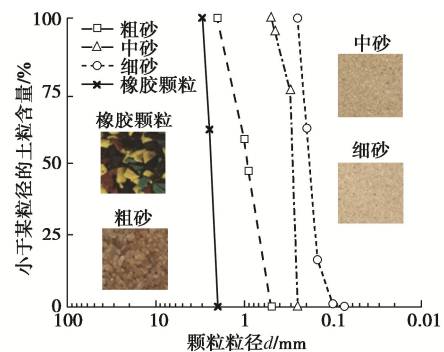 小于某粒径的土粒含量/%
100
75
50
25
0
粗砂
中砂
细砂
橡胶颗粒
橡胶颗粒
粗砂
中砂
细砂
100
10
1
0.1
0.01
颗粒粒径d/mm